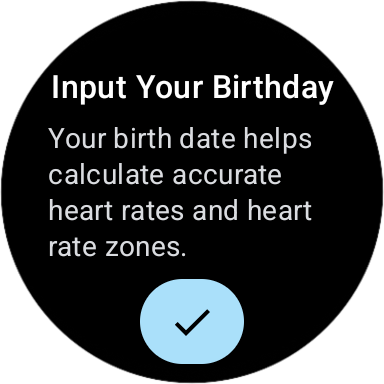 Input Your Birthday
Your birth date helps
calculate accurate
heart rates and heart
rate zones.